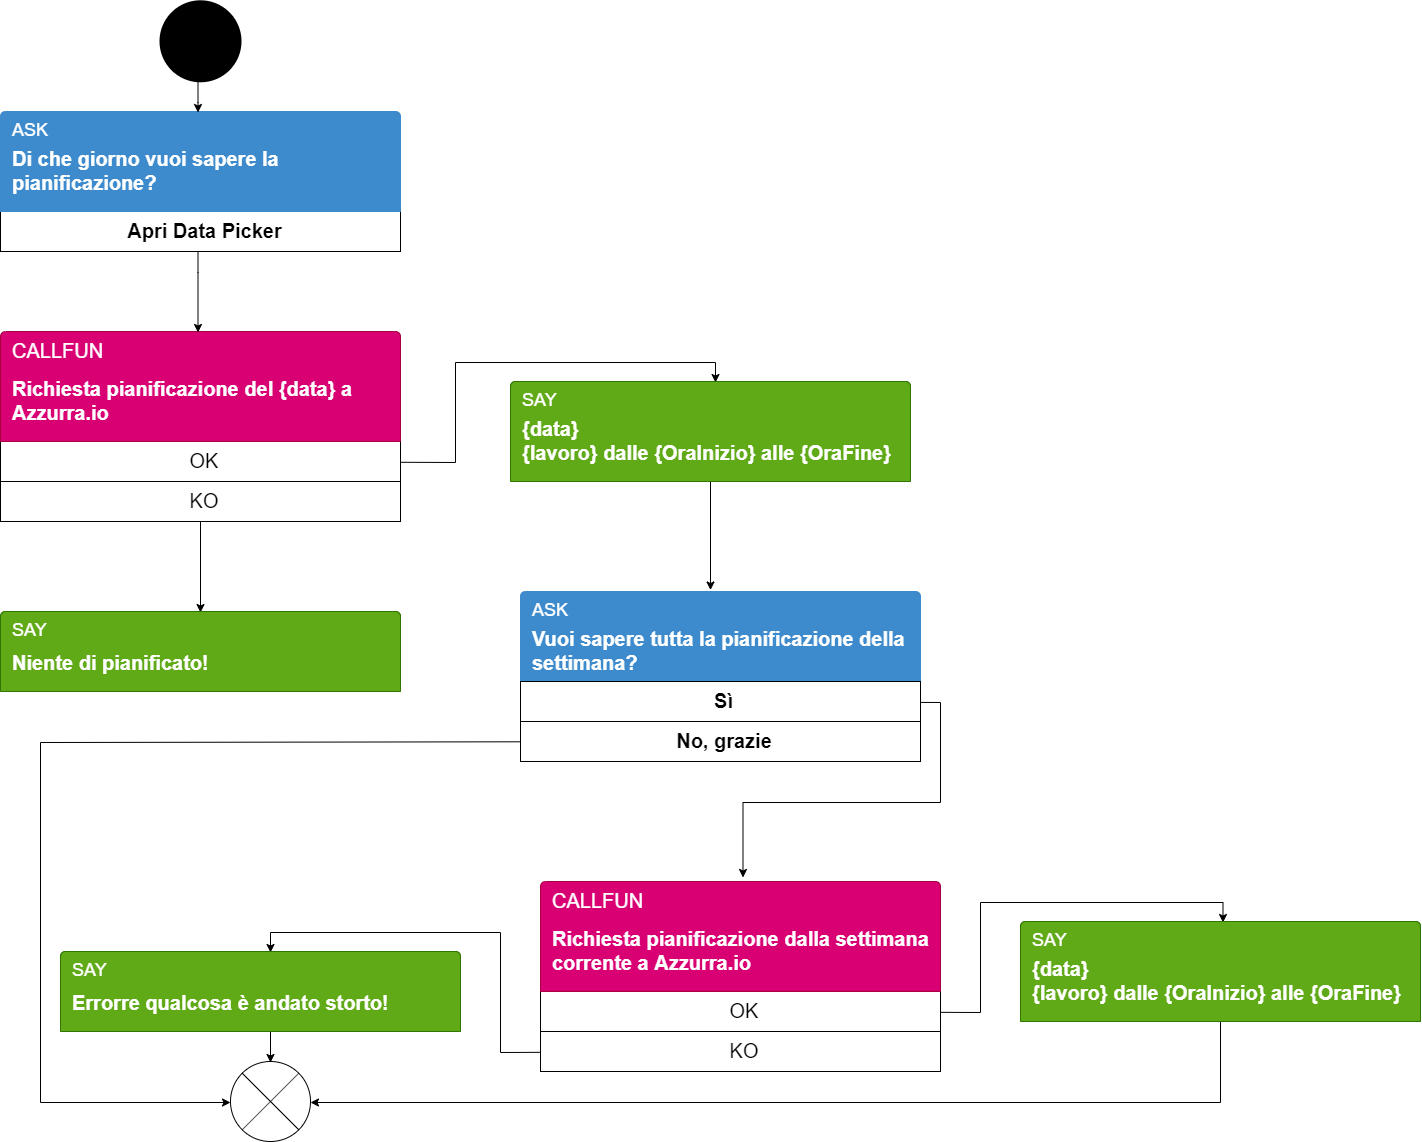 ASK
Di che giorno vuoi sapere la
pianificazione?
Apri Data Picker
CALLFUN
Richiesta pianificazione del {data} a
Azzurra.io
OK
KO
SAY
{data}
{lavoro} dalle {OraInizio} alle {OraFine}
SAY
Niente di pianificato!
ASK
Vuoi sapere tutta la pianificazione della
settimana?
Sì
No, grazie
CALLFUN
Richiesta pianificazione dalla settimana
corrente a Azzurra.io
OK
KO
SAY
{data}
{lavoro} dalle {OraInizio} alle {OraFine}
SAY
Errorre qualcosa è andato storto!